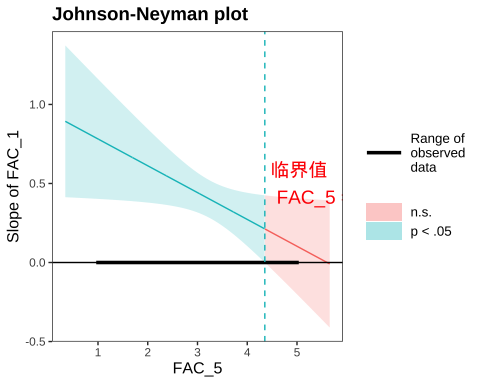 Johnson-Neyman plot
Slope of FAC_1
1.0
0.5
0.0
-0.5
临界值
FAC_5
1
2
3
4
5
FAC_5
Range of
observed
data
n.s.
p < .05